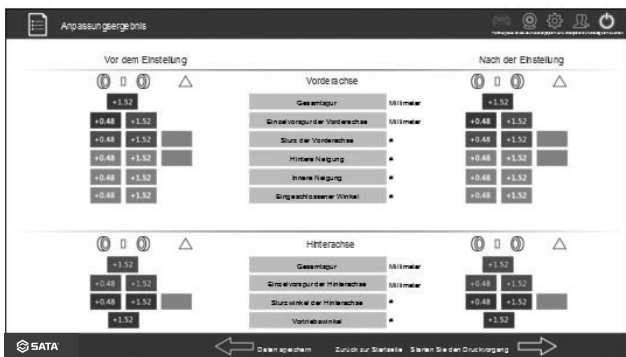 Anpassungsergebnis
Vor dem Einstellung
Nach der Einstellung
Vorderachse
+1.52 Gesamtspur Millimeter +1.52
+0.48 +1.52 Einzelvorspur der Vorderachse Millimeter +0.48 +1.52
+0.48 +1.52 Sturz der Vorderachse ° +0.48 +1.52
+0.48 +1.52 Hintere Neigung ° +0.48 +1.52
+0.48 +1.52 Innere Neigung ° +0.48 +1.52
+0.48 +1.52 Eingeschlossener Winkel ° +0.48 +1.52
Hinterachse
+1.52 Gesamtspur Millimeter +1.52
+0.48 +1.52 Einzelvorspur der Hinterachse Millimeter +0.48 +1.52
+0.48 +1.52 Sturzwinkel der Hinterachse ° +0.48 +1.52
+1.52 Vortriebswinkel ° +1.52
SATA Daten speichern Zurück zur Startseite Starten Sie den Druckvorgang